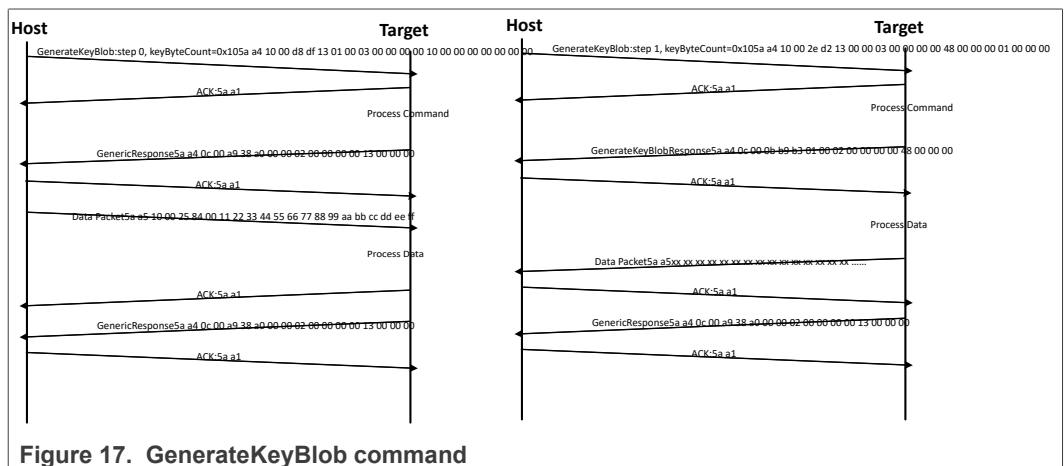 Host
Target
GenerateKeyBlob:step 0, keyByteCount=0x105a a4 10 00 d8 df 13 01 00 03 00 00 00 00 10 00 00 00 00 00 00 00
ACK:5a a1
Process Command
GenericResponse5a a4 0c 00 a9 38 a0 00 00 02 00 00 00 00 13 00 00 00
ACK:5a a1
Data Packet5a a5 10 00 25 84 00 11 22 33 44 55 66 77 88 99 aa bb cc dd ee ff
Process Data
ACK:5a a1
GenericResponse5a a4 0c 00 a9 38 a0 00 00 02 00 00 00 00 13 00 00 00
ACK:5a a1
Host
Target
GenerateKeyBlob:step 1, keyByteCount=0x105a a4 10 00 2e d2 13 00 00 03 00 00 00 00 48 00 00 00 01 00 00 00
ACK:5a a1
Process Command
GenerateKeyBlobResponse5a a4 0c 00 0b b9 b3 01 00 02 00 00 00 00 48 00 00 00
ACK:5a a1
Process Data
Data Packet5a a5xx xx xx xx xx xx xx xx xx xx xx xx xx xx ......
ACK:5a a1
GenericResponse5a a4 0c 00 a9 38 a0 00 00 02 00 00 00 00 13 00 00 00
ACK:5a a1
Figure 17. GenerateKeyBlob command